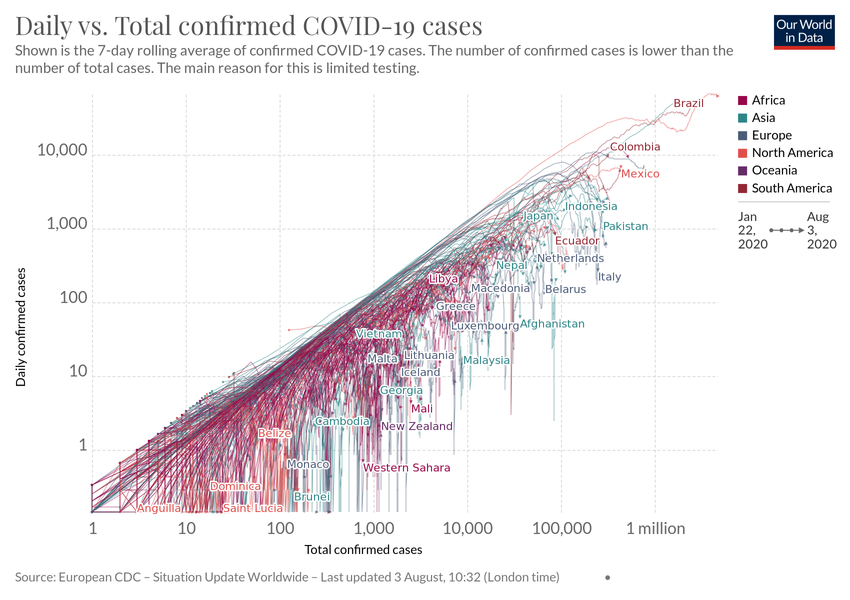 Daily vs. Total confirmed COVID-19 cases
Shown is the 7-day rolling average of confirmed COVID-19 cases. The number of confirmed cases is lower than the
number of total cases. The main reason for this is limited testing.
Our World
in Data
Africa
Asia
Europe
North America
Oceania
South America
Jan
22,
2020
Aug
3,
2020
Daily confirmed cases
10,000
1,000
100
10
1
Brazil
Colombia
Mexico
Indonesia
Japan
Pakistan
Ecuador
Netherlands
Nepal
Italy
Libya
Macedonia
Belarus
Greece
Luxembourg
Afghanistan
Vietnam
Lithuania
Malta
Malaysia
Iceland
Georgia
Mali
Cambodia
New Zealand
Belize
Monaco
Western Sahara
Dominica
Brunei
Anguilla
Saint Lucia
1
10
100
1,000
10,000
100,000
1 million
Total confirmed cases
Source: European CDC – Situation Update Worldwide – Last updated 3 August, 10:32 (London time)